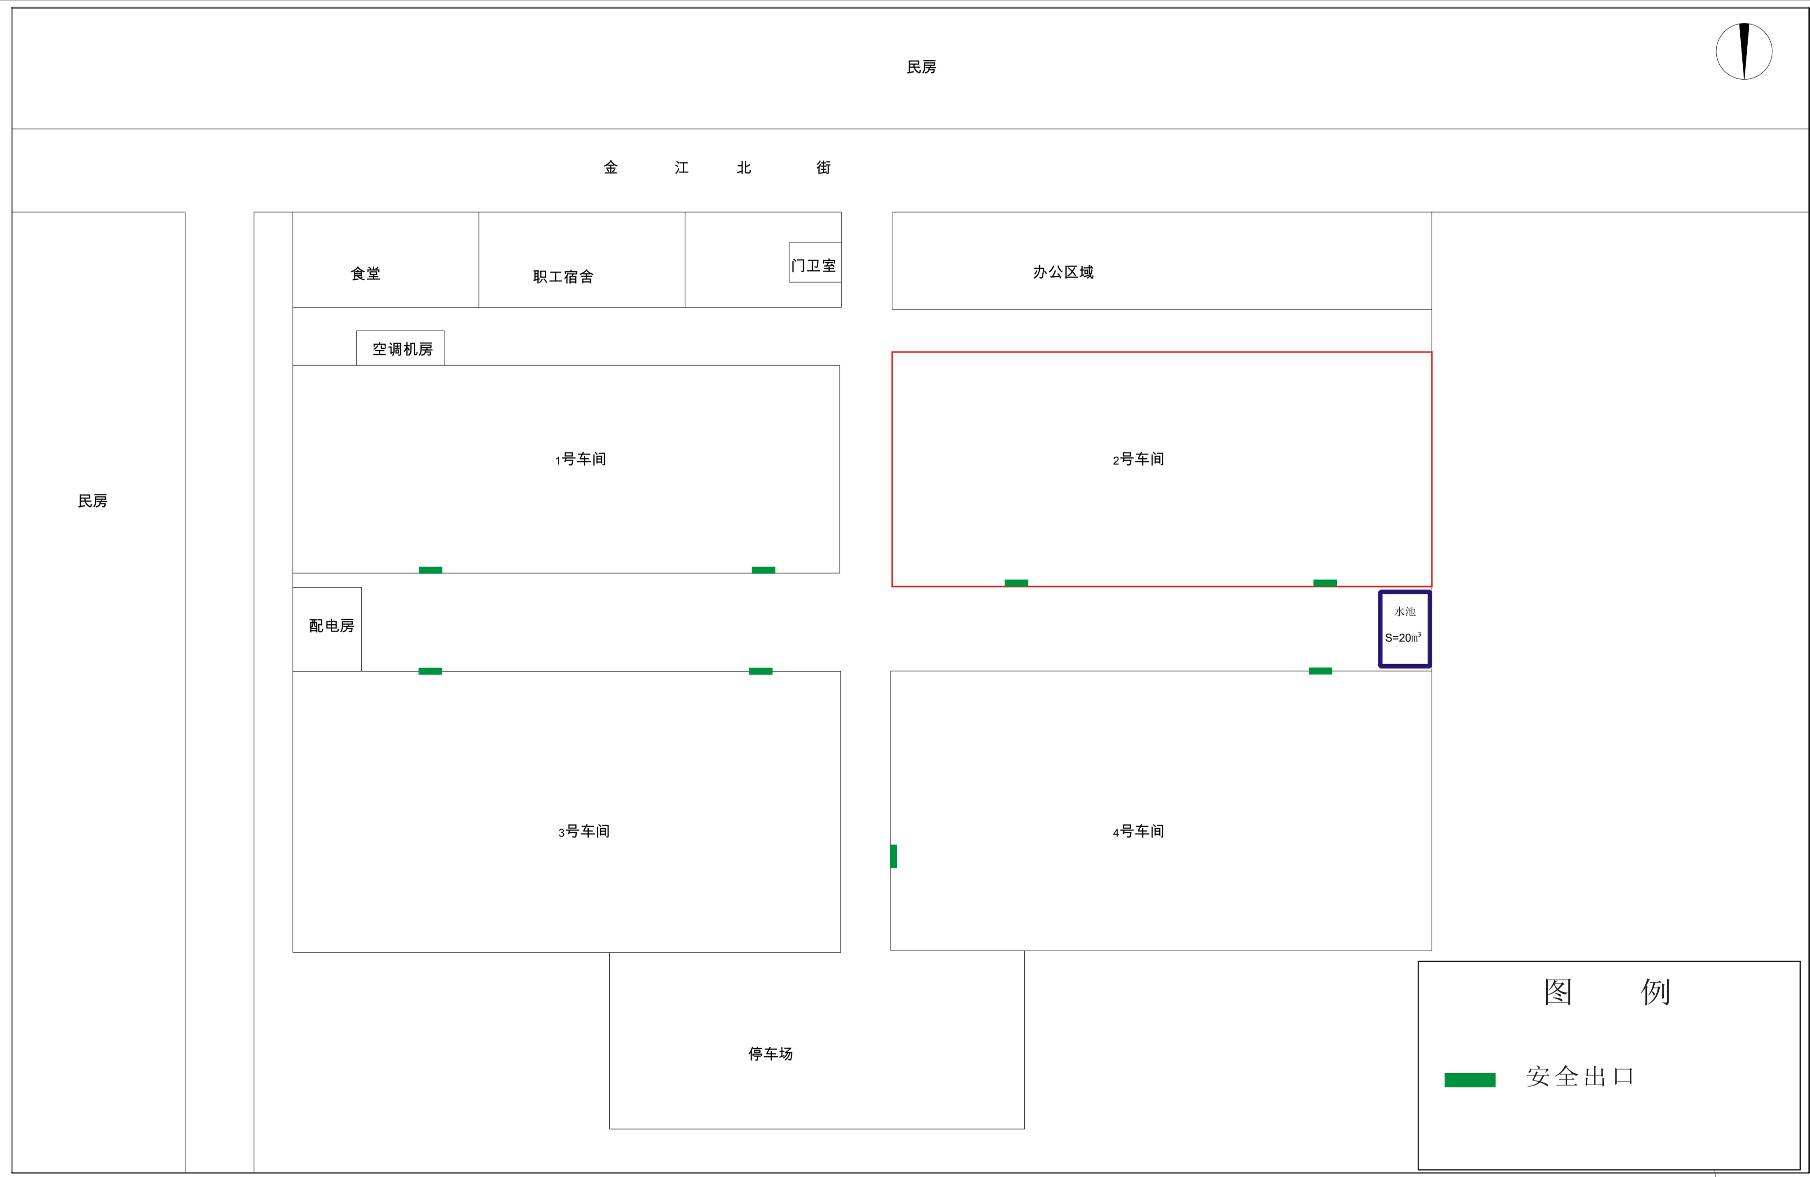 民房
金 江 北 街
食堂
职工宿舍
门卫室
办公区域
空调机房
1号车间
2号车间
民房
配电房
水池
S=20㎥
3号车间
4号车间
停车场
图 例
安全出口